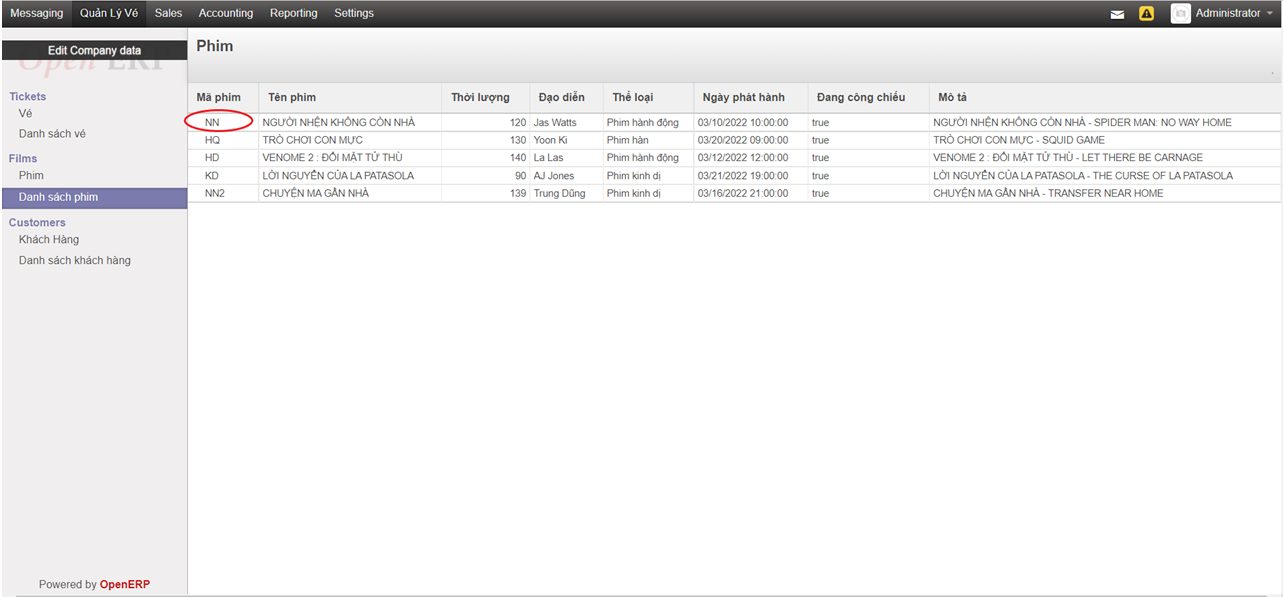 Messaging Quản Lý Vé Sales Accounting Reporting Settings Administrator
Edit Company data
Open ERP
Phim
Tickets
Vé
Danh sách vé
Films
Phim
Danh sách phim
Customers
Khách Hàng
Danh sách khách hàng
Mã phim Tên phim Thời lượng Đạo diễn Thể loại Ngày phát hành Đang công chiếu Mô tả
NN NGƯỜI NHỆN KHÔNG CÒN NHÀ 120 Jas Watts Phim hành động 03/10/2022 10:00:00 true NGƯỜI NHỆN KHÔNG CÒN NHÀ - SPIDER MAN: NO WAY HOME
HQ TRÒ CHƠI CON MỰC 130 Yoon Ki Phim hàn 03/20/2022 09:00:00 true TRÒ CHƠI CON MỰC - SQUID GAME
HD VENOME 2 : ĐỐI MẶT TỬ THÙ 140 La Las Phim hành động 03/12/2022 12:00:00 true VENOME 2 : ĐỐI MẶT TỬ THÙ - LET THERE BE CARNAGE
KD LỜI NGUYỀN CỦA LA PATASOLA 90 AJ Jones Phim kinh dị 03/21/2022 19:00:00 true LỜI NGUYỀN CỦA LA PATASOLA - THE CURSE OF LA PATASOLA
NN2 CHUYỆN MA GẦN NHÀ 139 Trung Dũng Phim kinh dị 03/16/2022 21:00:00 true CHUYỆN MA GẦN NHÀ - TRANSFER NEAR HOME
Powered by OpenERP